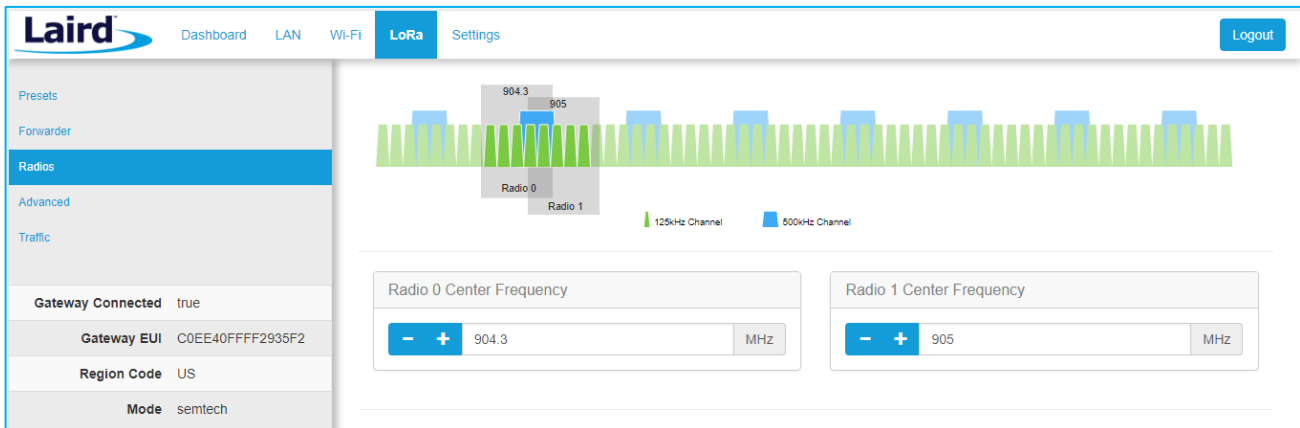 Laird™ Dashboard LAN Wi-Fi LoRa Settings Logout
Presets
Forwarder
Radios
Advanced
Traffic
Gateway Connected true
Gateway EUI C0EE40FFFF2935F2
Region Code US
Mode semtech
904.3
905
Radio 0
Radio 1
125kHz Channel 500kHz Channel
Radio 0 Center Frequency
− + 904.3 MHz
Radio 1 Center Frequency
− + 905 MHz